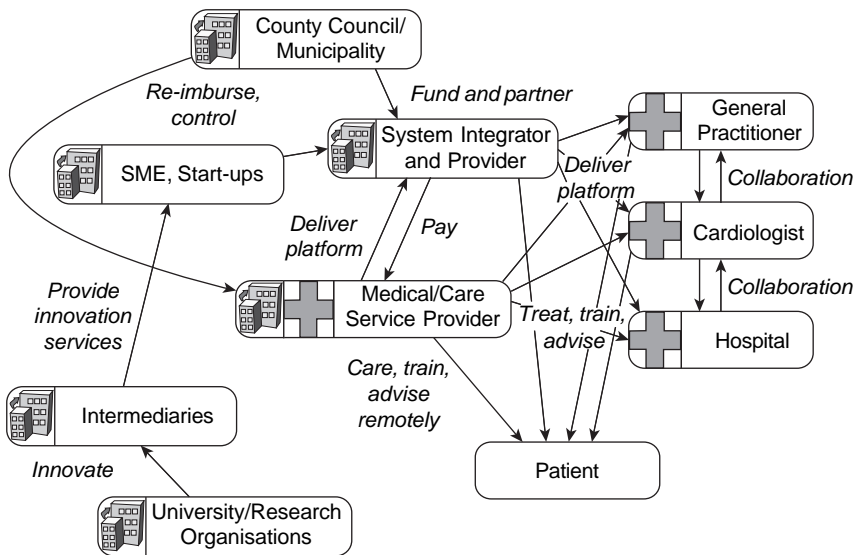 County Council/
Municipality
Re-imburse,
control
Fund and partner
General
Practitioner
System Integrator
and Provider
SME, Start-ups
Deliver
platform
Collaboration
Deliver
platform
Pay
Cardiologist
Provide
innovation
services
Medical/Care
Service Provider
Treat, train,
advise
Collaboration
Hospital
Care, train,
advise
remotely
Intermediaries
Innovate
Patient
University/Research
Organisations